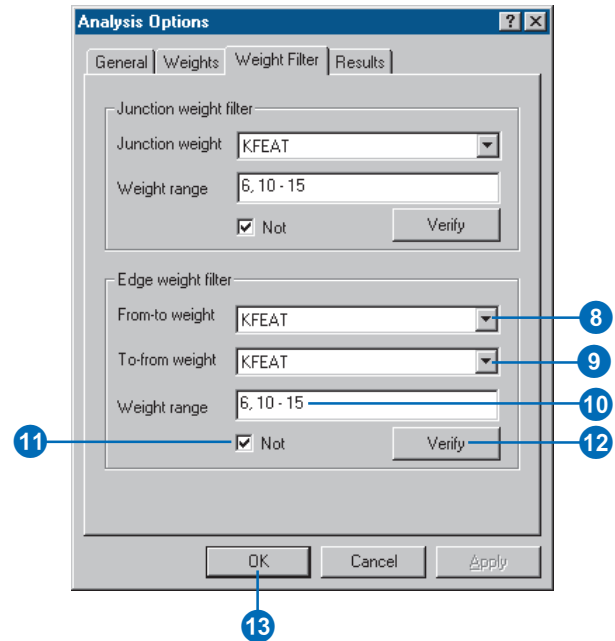 Analysis Options ? ×
General Weights Weight Filter Results
Junction weight filter
Junction weight KFEAT
Weight range 6, 10 - 15
Not Verify
Edge weight filter
From-to weight KFEAT 8
To-from weight KFEAT 9
Weight range 6, 10 - 15 10
11 Not Verify 12
OK Cancel Apply
13